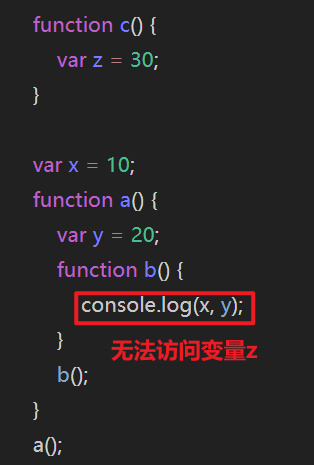 function c() {
var z = 30;
}
var x = 10;
function a() {
var y = 20;
function b() {
console.log(x, y);
}
无法访问变量z
b();
}
a();